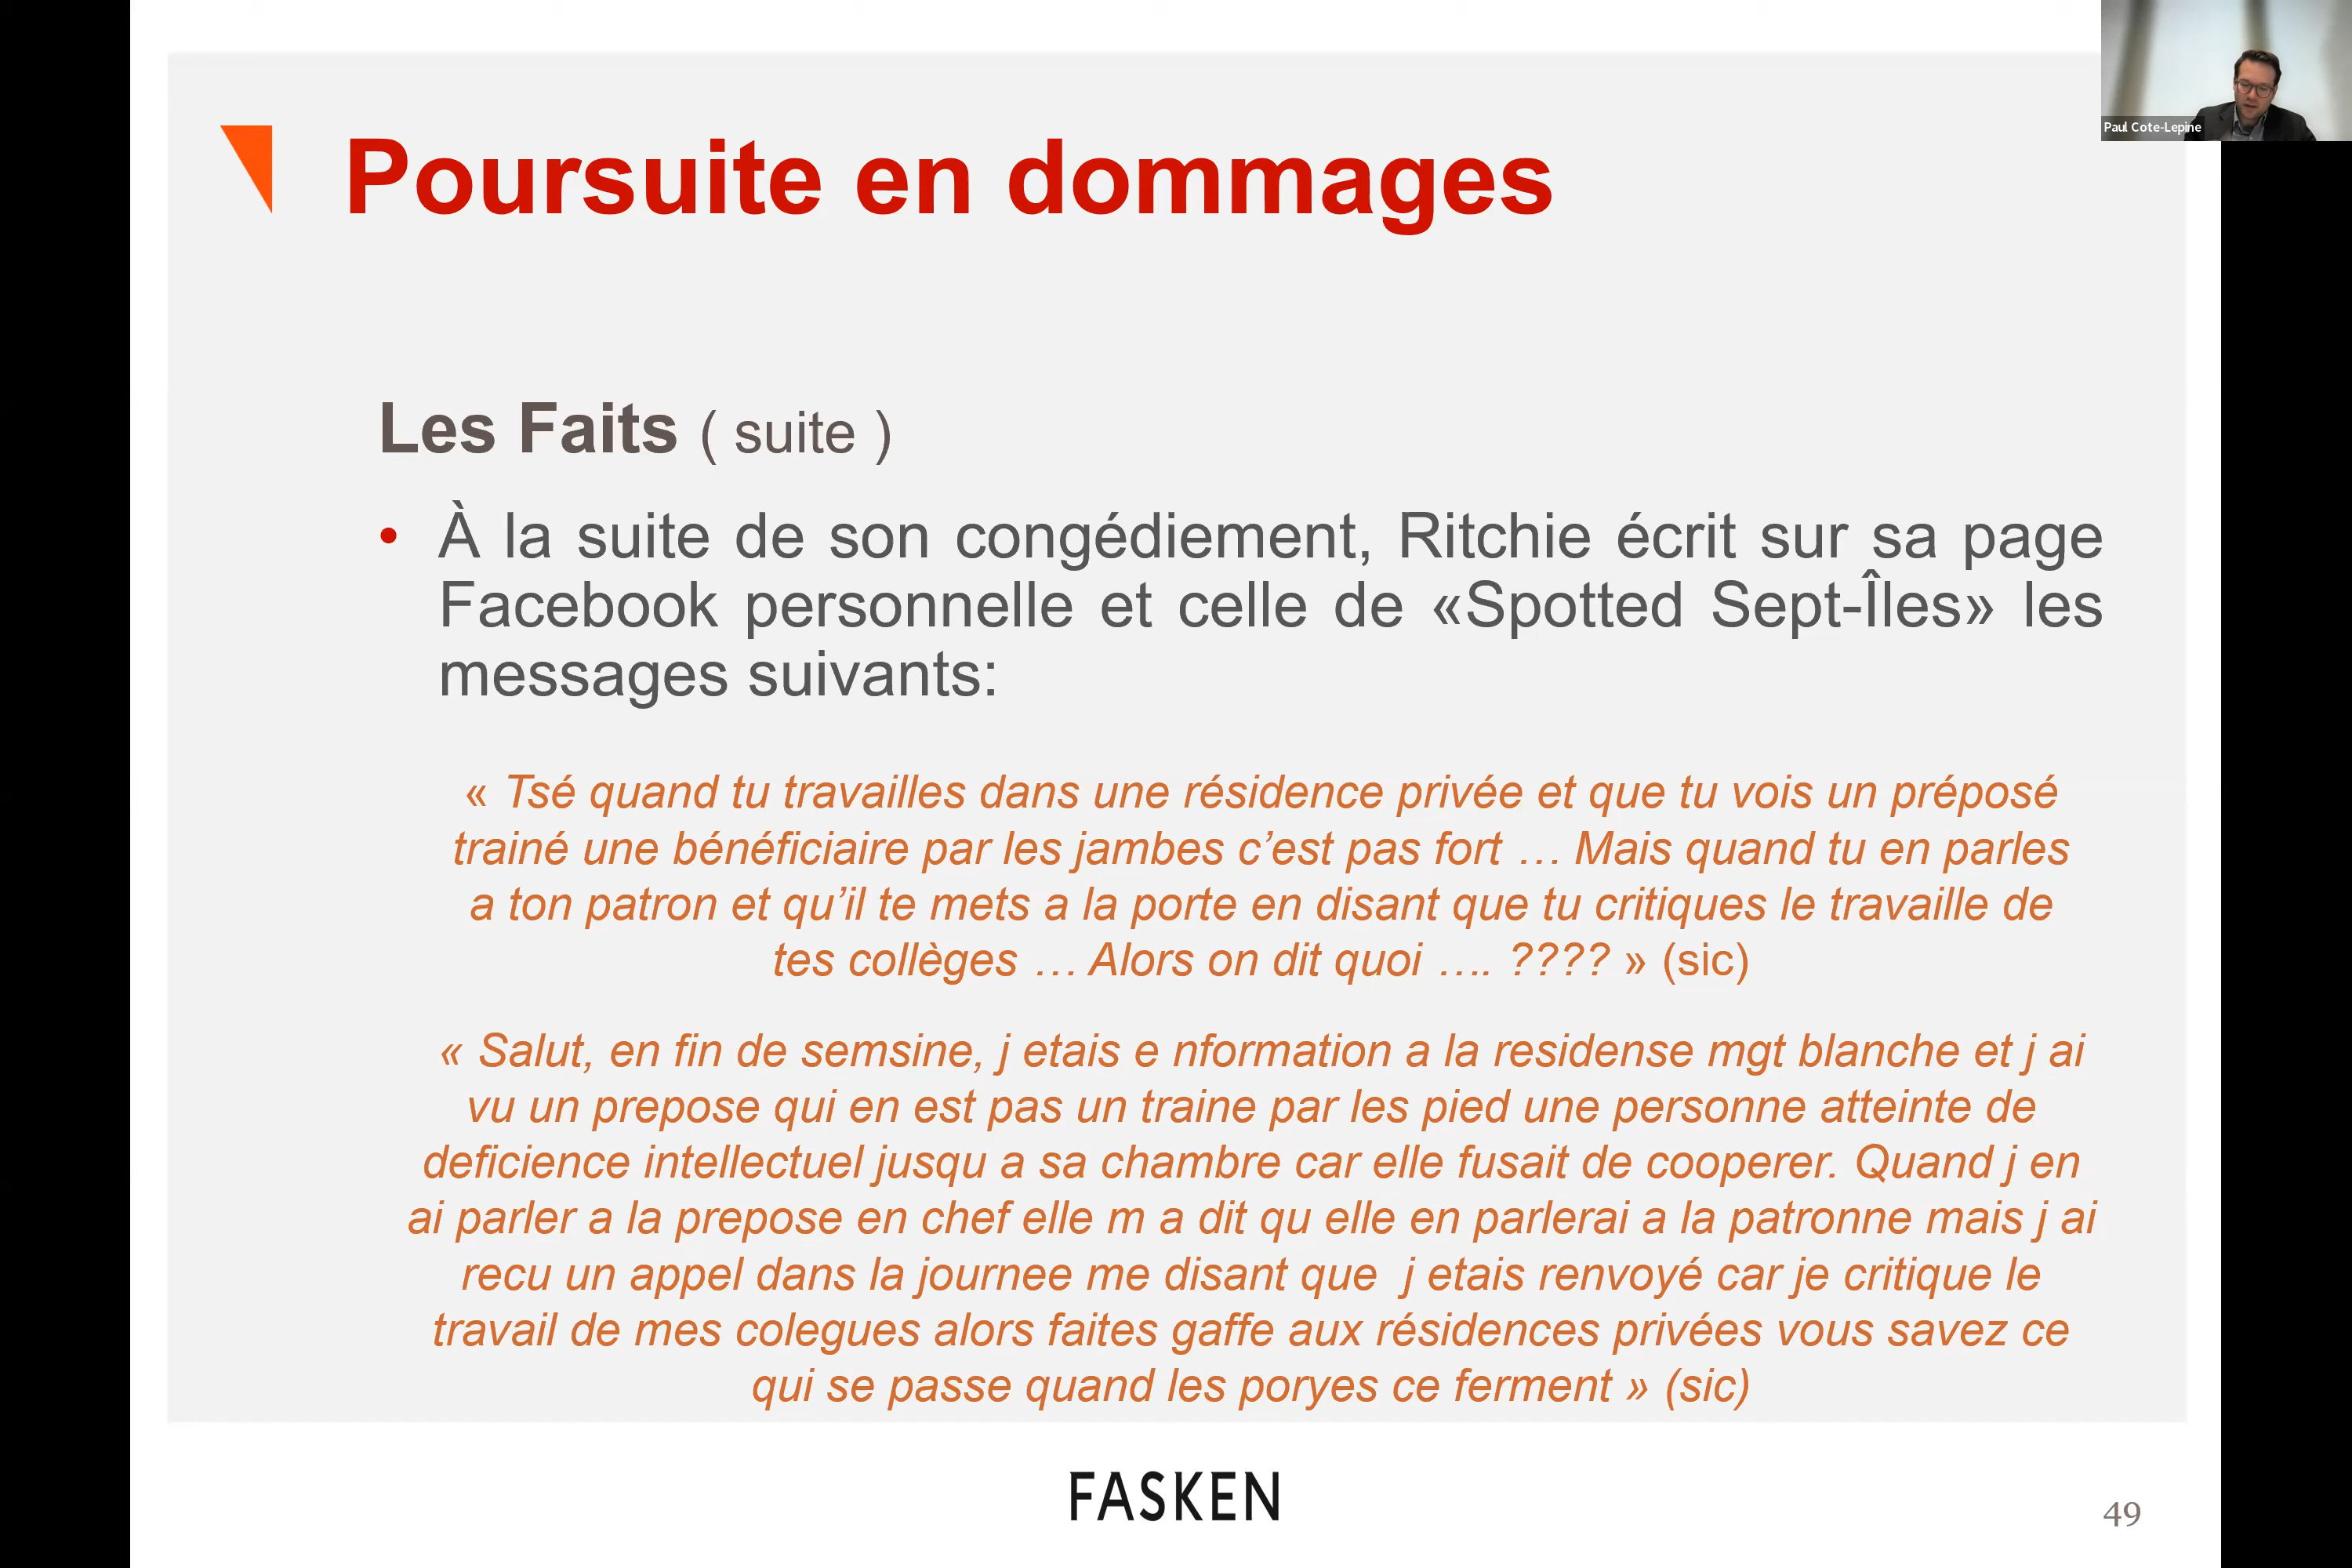 Paul Cote-Lepine
Poursuite en dommages
Les Faits ( suite )
• À la suite de son congédiement, Ritchie écrit sur sa page
Facebook personnelle et celle de «Spotted Sept-Îles» les
messages suivants:
« Tsé quand tu travailles dans une résidence privée et que tu vois un préposé
trainé une bénéficiaire par les jambes c’est pas fort … Mais quand tu en parles
a ton patron et qu’il te mets a la porte en disant que tu critiques le travaille de
tes collèges … Alors on dit quoi …. ???? » (sic)
« Salut, en fin de semsine, j etais e nformation a la residense mgt blanche et j ai
vu un prepose qui en est pas un traine par les pied une personne atteinte de
deficience intellectuel jusqu a sa chambre car elle fusait de cooperer. Quand j en
ai parler a la prepose en chef elle m a dit qu elle en parlerai a la patronne mais j ai
recu un appel dans la journee me disant que  j etais renvoyé car je critique le
travail de mes colegues alors faites gaffe aux résidences privées vous savez ce
qui se passe quand les poryes ce ferment » (sic)
FASKEN
49